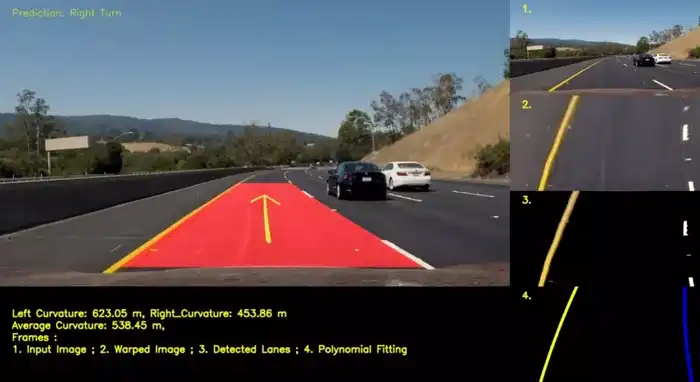 Prediction: Right Turn
1.
2.
3.
4.
Left Curvature: 623.05 m, Right_Curvature: 453.86 m
Average Curvature: 538.45 m,
Frames :
1. Input Image ; 2. Warped Image ; 3. Detected Lanes ; 4. Polynomial Fitting